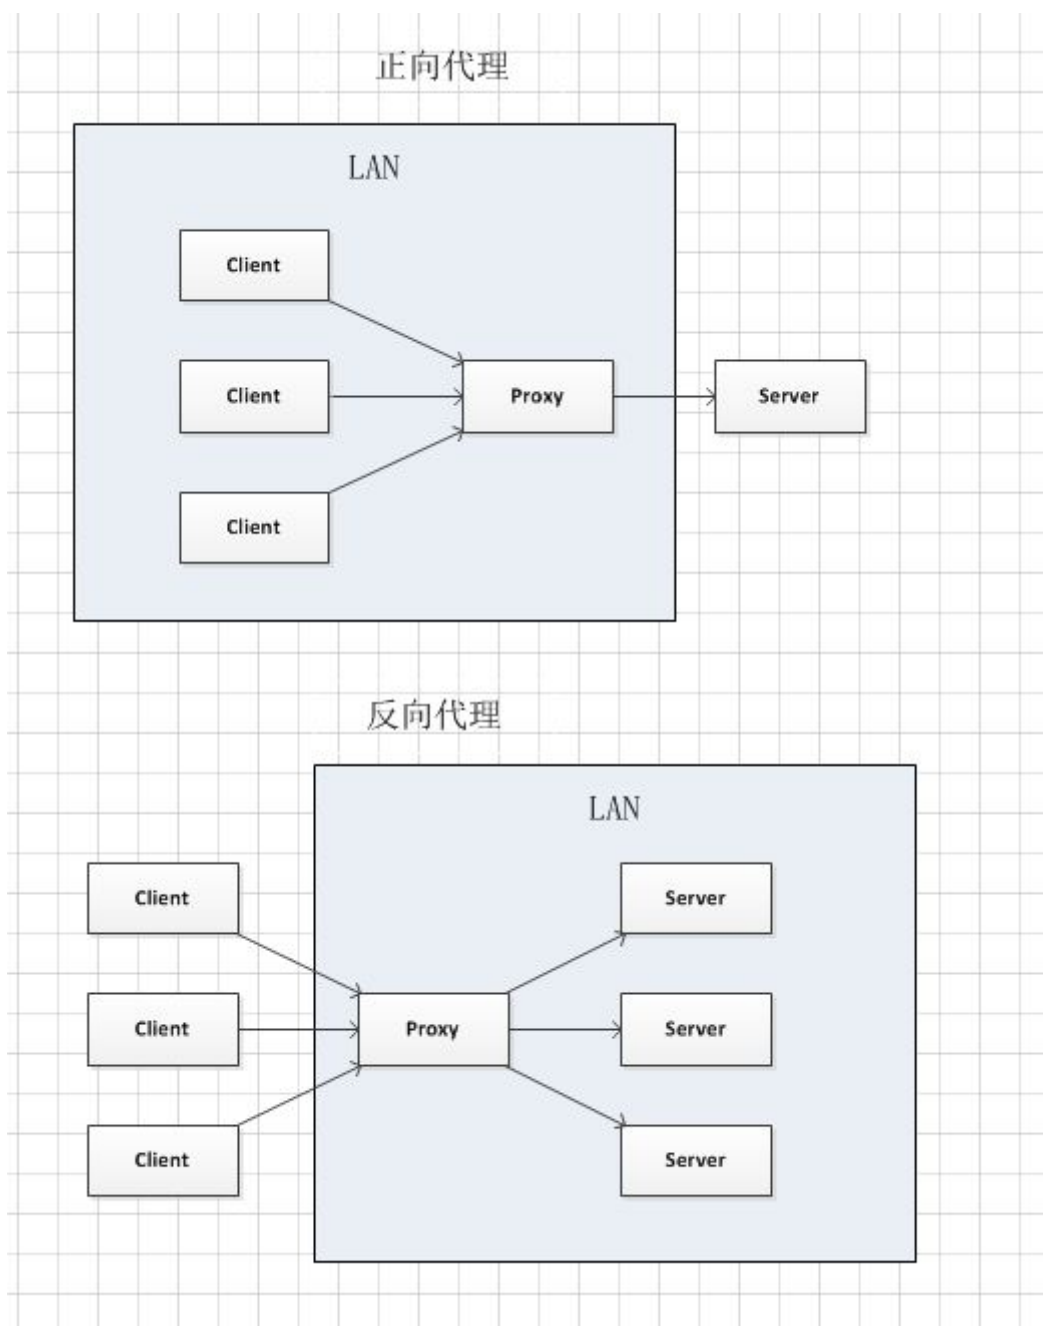 正向代理
LAN
Client
Client
Proxy
Server
Client
反向代理
LAN
Client
Server
Client
Proxy
Server
Client
Server